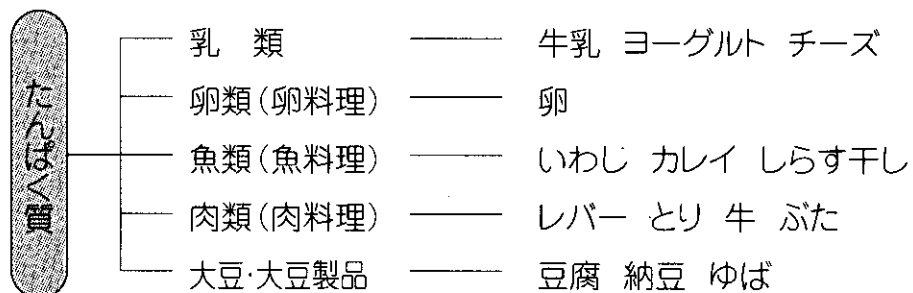 たんぱく質
乳 類 牛乳 ヨーグルト チーズ
卵類(卵料理) 卵
魚類(魚料理) いわし カレイ しらす干し
肉類(肉料理) レバー とり 牛 ぶた
大豆·大豆製品 豆腐 納豆 ゆば